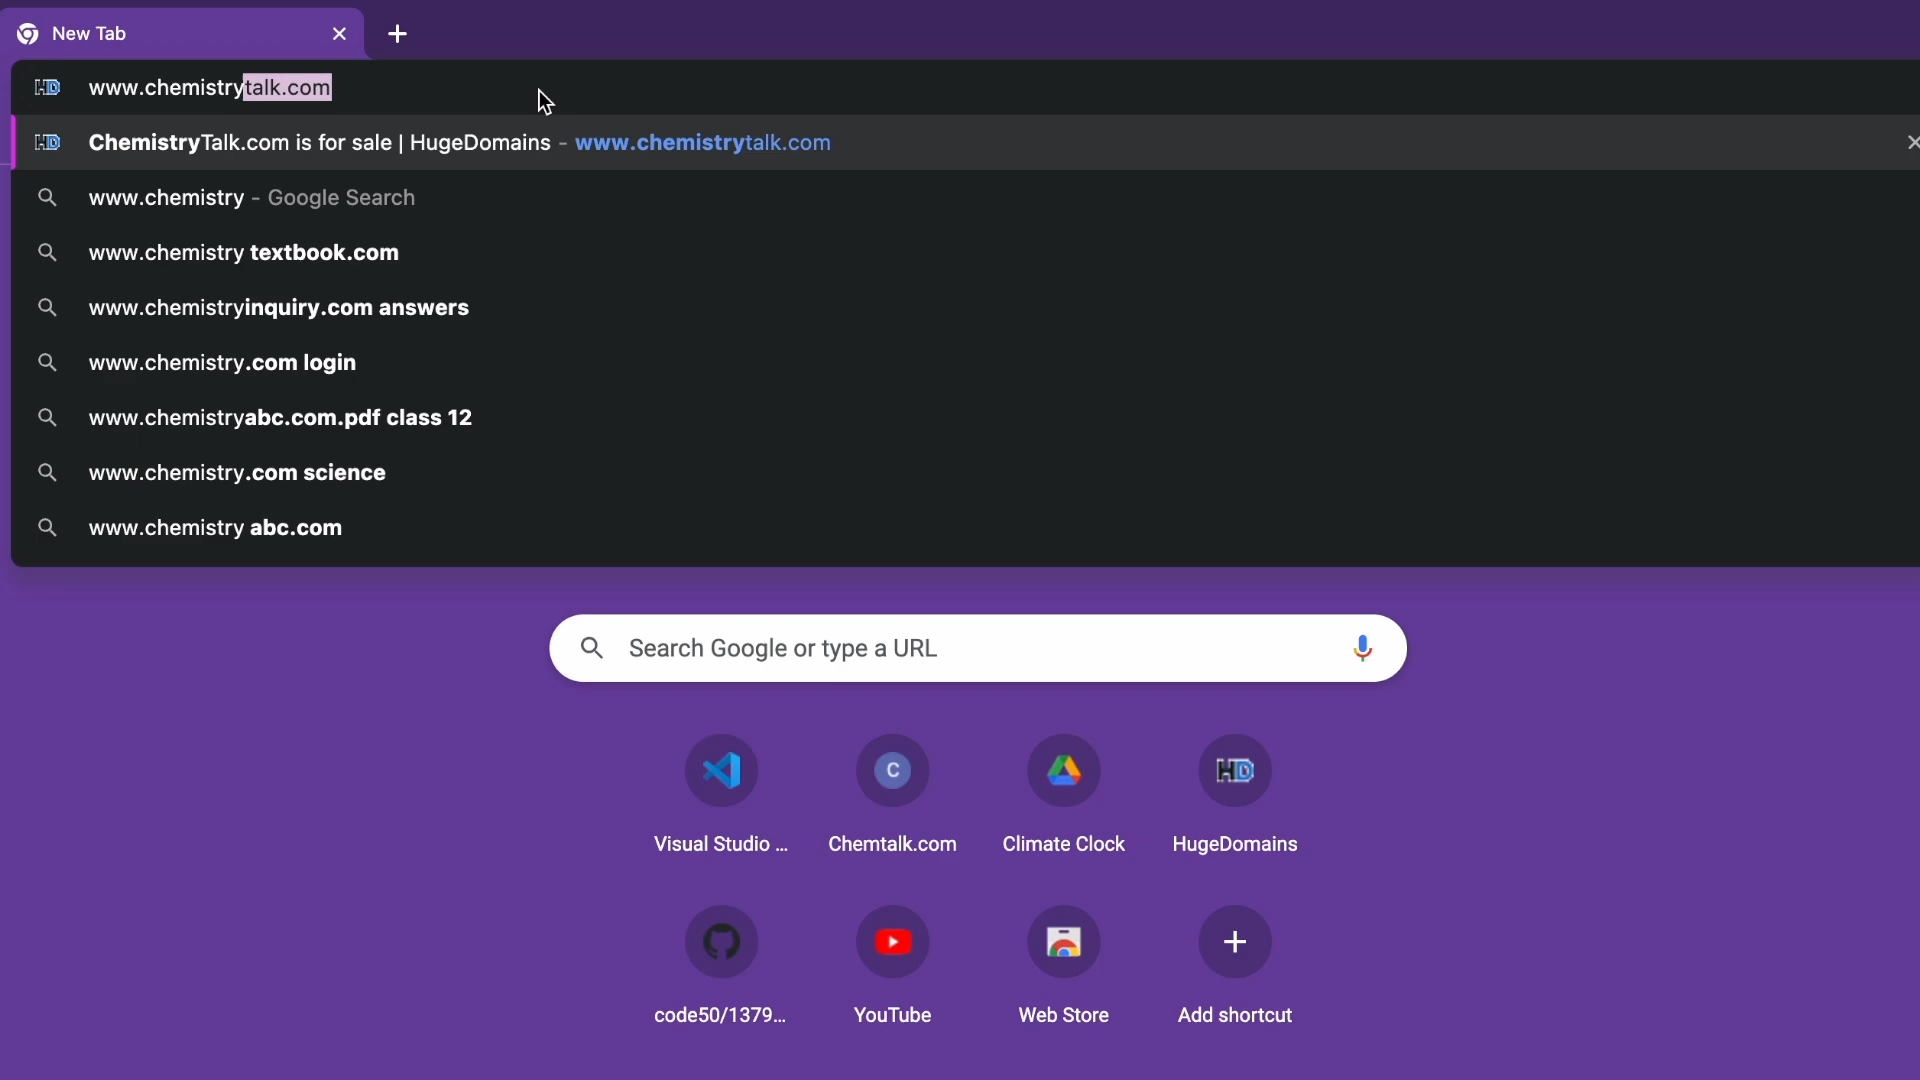 New Tab
www.chemistrytalk.com
ChemistryTalk.com is for sale | HugeDomains - www.chemistrytalk.com
www.chemistry - Google Search
www.chemistry textbook.com
www.chemistryinquiry.com answers
www.chemistry.com login
www.chemistryabc.com.pdf class 12
www.chemistry.com science
www.chemistry abc.com
Search Google or type a URL
C
HD
Visual Studio ...
Chemtalk.com
Climate Clock
HugeDomains
code50/1379...
YouTube
Web Store
Add shortcut